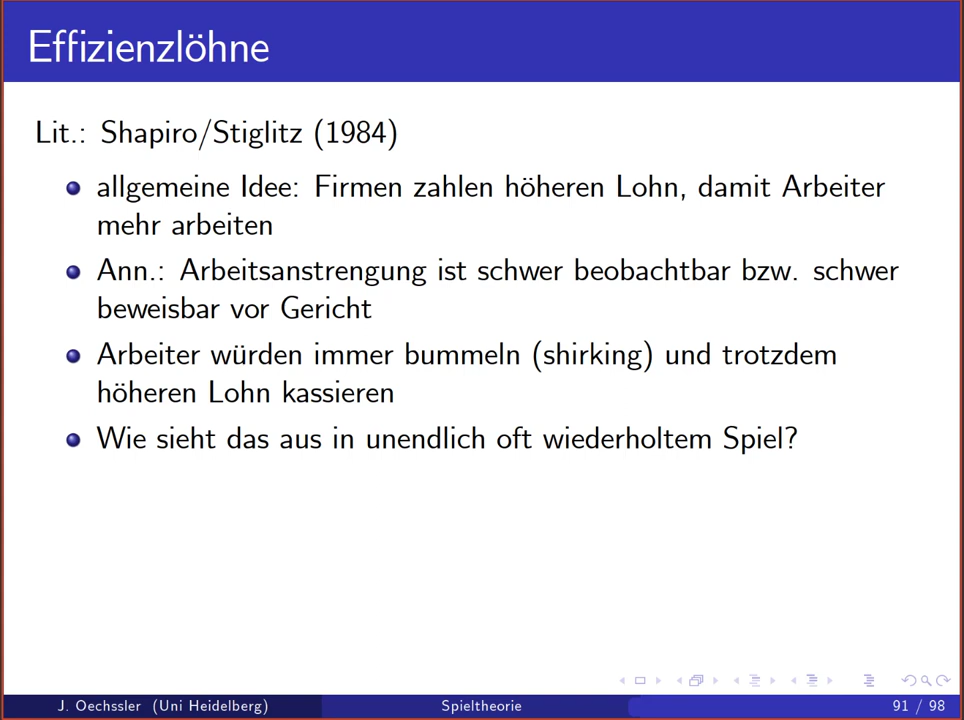 Effizienzlöhne
Lit.: Shapiro/Stiglitz (1984)
allgemeine Idee: Firmen zahlen höheren Lohn, damit Arbeiter
mehr arbeiten
Ann.: Arbeitsanstrengung ist schwer beobachtbar bzw. schwer
beweisbar vor Gericht
Arbeiter würden immer bummeln (shirking) und trotzdem
höheren Lohn kassieren
Wie sieht das aus in unendlich oft wiederholtem Spiel?
J. Oechssler (Uni Heidelberg) Spieltheorie 91 / 98